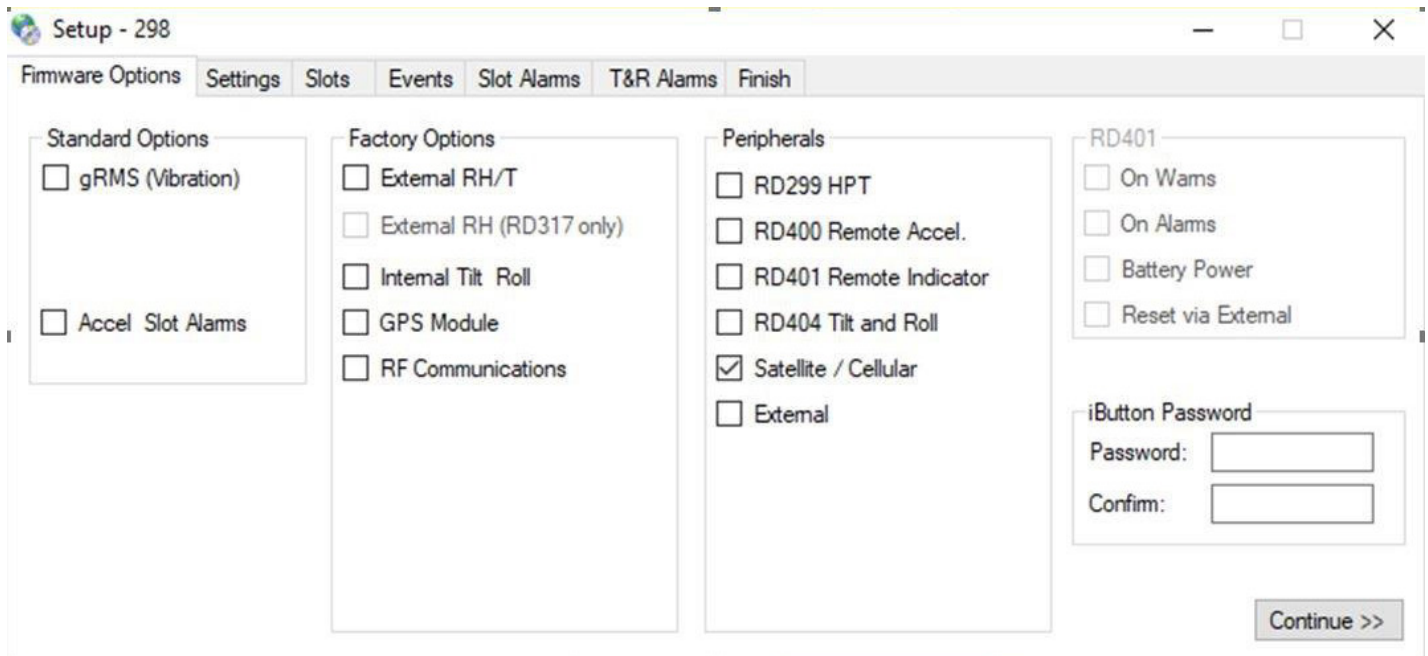 Setup - 298
Firmware Options Settings Slots Events Slot Alarms T&R Alarms Finish
Standard Options
gRMS (Vibration)
Accel Slot Alarms
Factory Options
External RH/T
External RH (RD317 only)
Internal Tilt Roll
GPS Module
RF Communications
Peripherals
RD299 HPT
RD400 Remote Accel.
RD401 Remote Indicator
RD404 Tilt and Roll
Satellite / Cellular
External
RD401
On Warns
On Alarms
Battery Power
Reset via External
iButton Password
Password:
Confirm:
Continue >>